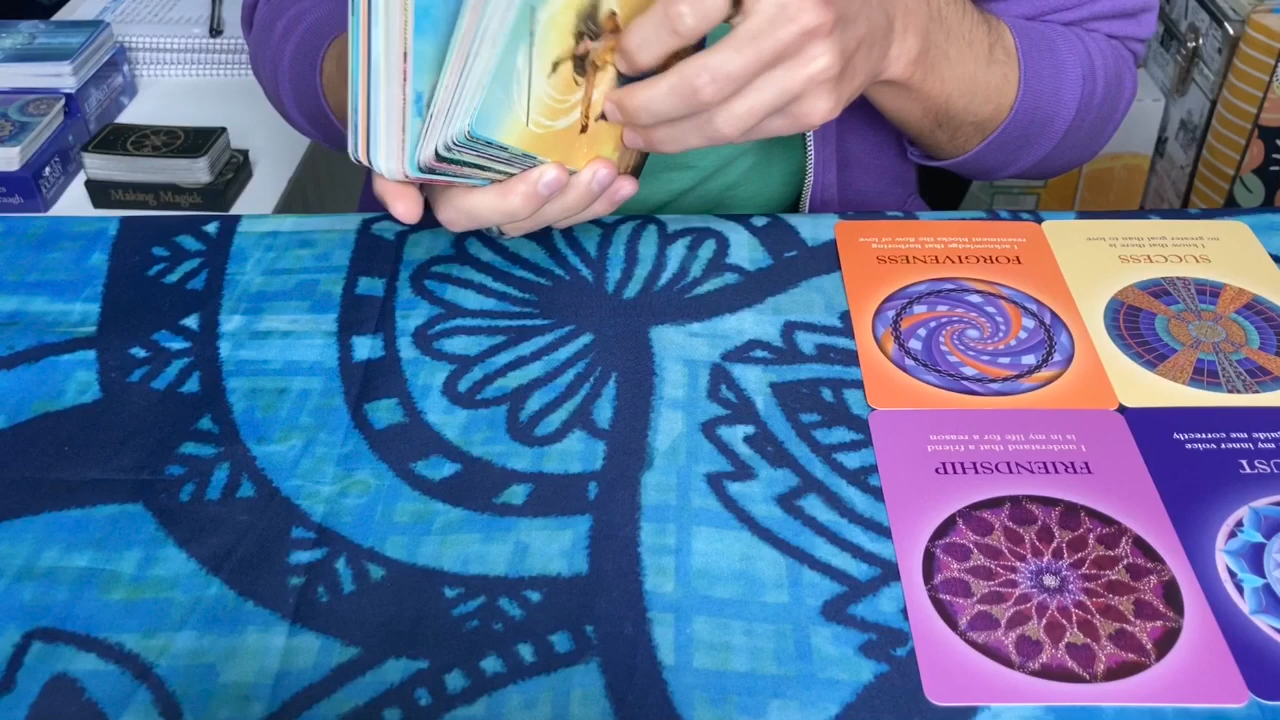 Making Magick
FORGIVENESS
I acknowledge that harboring
resentment blocks the flow of love
SUCCESS
I know that there is
no greater goal than to love
FRIENDSHIP
I understand that a friend
is in my life for a reason
UST
my inner voice
uide me correctly